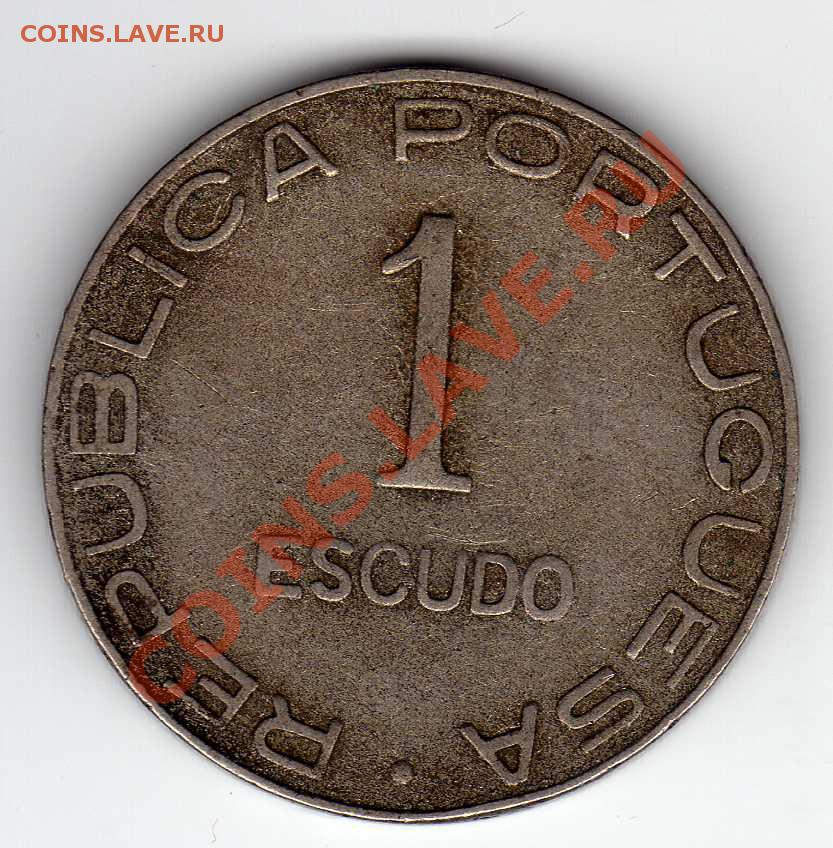 COINS.LAVE.RU
REPUBLICA PORTUGUESA
1
ESCUDO
COINS.LAVE.RU